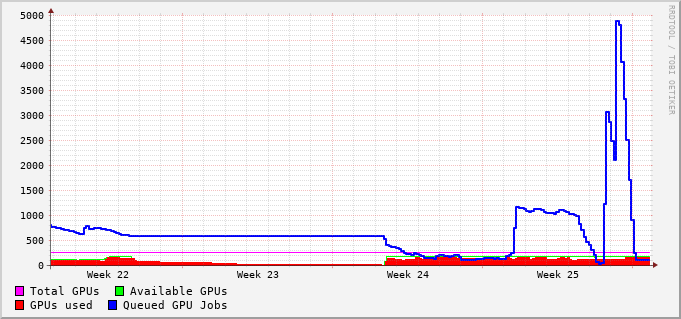 5000
4500
4000
3500
3000
2500
2000
1500
1000
500
0
Week 22 Week 23 Week 24 Week 25
Total GPUs Available GPUs
GPUs used Queued GPU Jobs
RRDTOOL / TOBI OETIKER